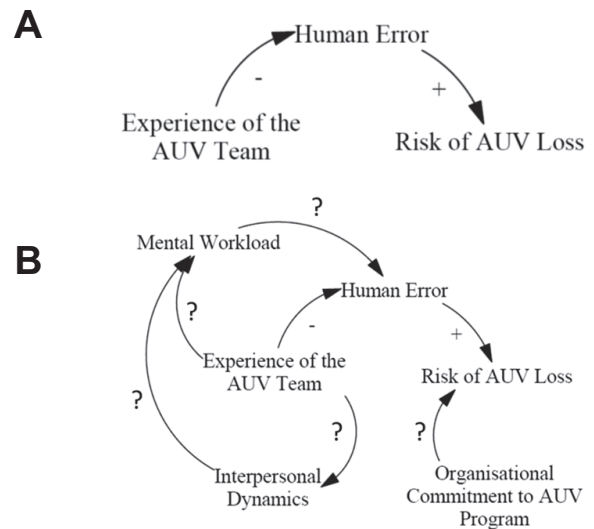 A
Human Error
-
+
Experience of the
AUV Team
Risk of AUV Loss
?
Mental Workload
B
Human Error
?
-
+
Experience of the
AUV Team
Risk of AUV Loss
?
?
?
Interpersonal
Dynamics
Organisational
Commitment to AUV
Program